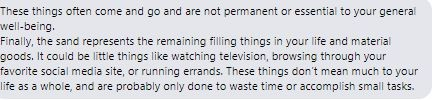 These things often come and go and are not permanent or essential to your general
well-being.
Finally, the sand represents the remaining filling things in your life and material
goods. It could be little things like watching television, browsing through your
favorite social media site, or running errands. These things don't mean much to your
life as a whole, and are probably only done to waste time or accomplish small tasks.